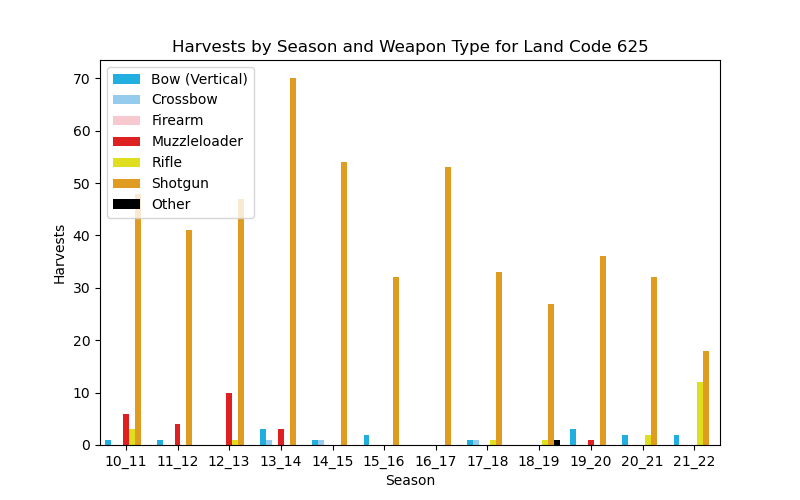 Harvests by Season and Weapon Type for Land Code 625
Bow (Vertical)
Crossbow
Firearm
Muzzleloader
Rifle
Shotgun
Other
Harvests
70
60
50
40
30
20
10
0
10_11 11_12 12_13 13_14 14_15 15_16 16_17 17_18 18_19 19_20 20_21 21_22
Season